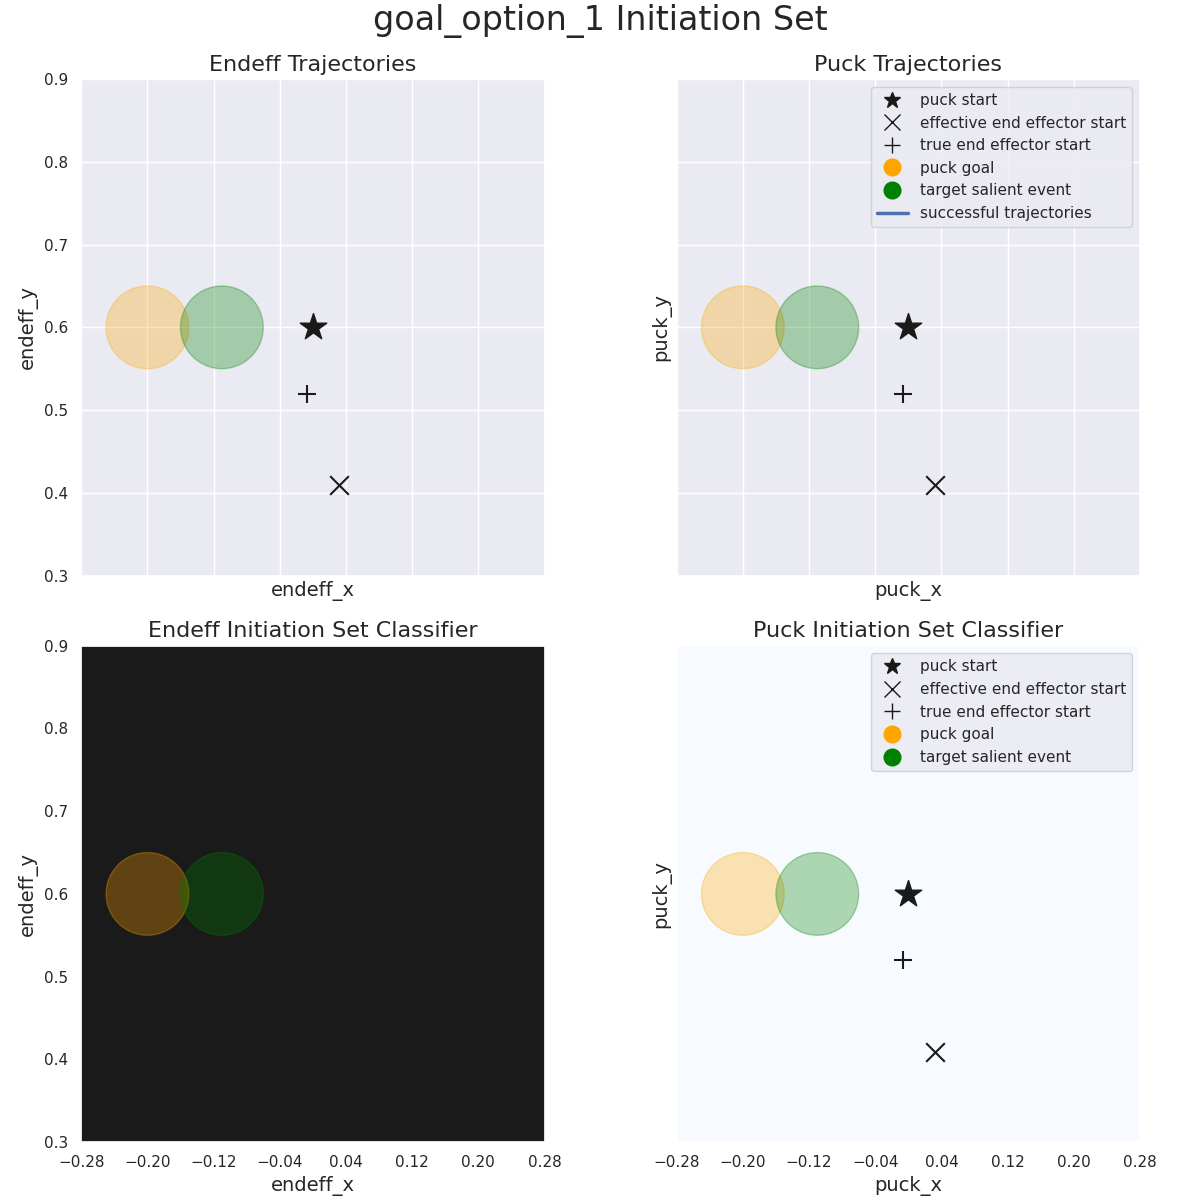 goal_option_1 Initiation Set
Endeff Trajectories
0.9
0.8
0.7
0.6
0.5
0.4
0.3
endeff_y
endeff_x
Puck Trajectories
puck start
effective end effector start
true end effector start
puck goal
target salient event
successful trajectories
puck_y
puck_x
Endeff Initiation Set Classifier
0.9
0.8
0.7
0.6
0.5
0.4
0.3
endeff_y
−0.28 −0.20 −0.12 −0.04 0.04 0.12 0.20 0.28
endeff_x
Puck Initiation Set Classifier
puck start
effective end effector start
true end effector start
puck goal
target salient event
puck_y
−0.28 −0.20 −0.12 −0.04 0.04 0.12 0.20 0.28
puck_x